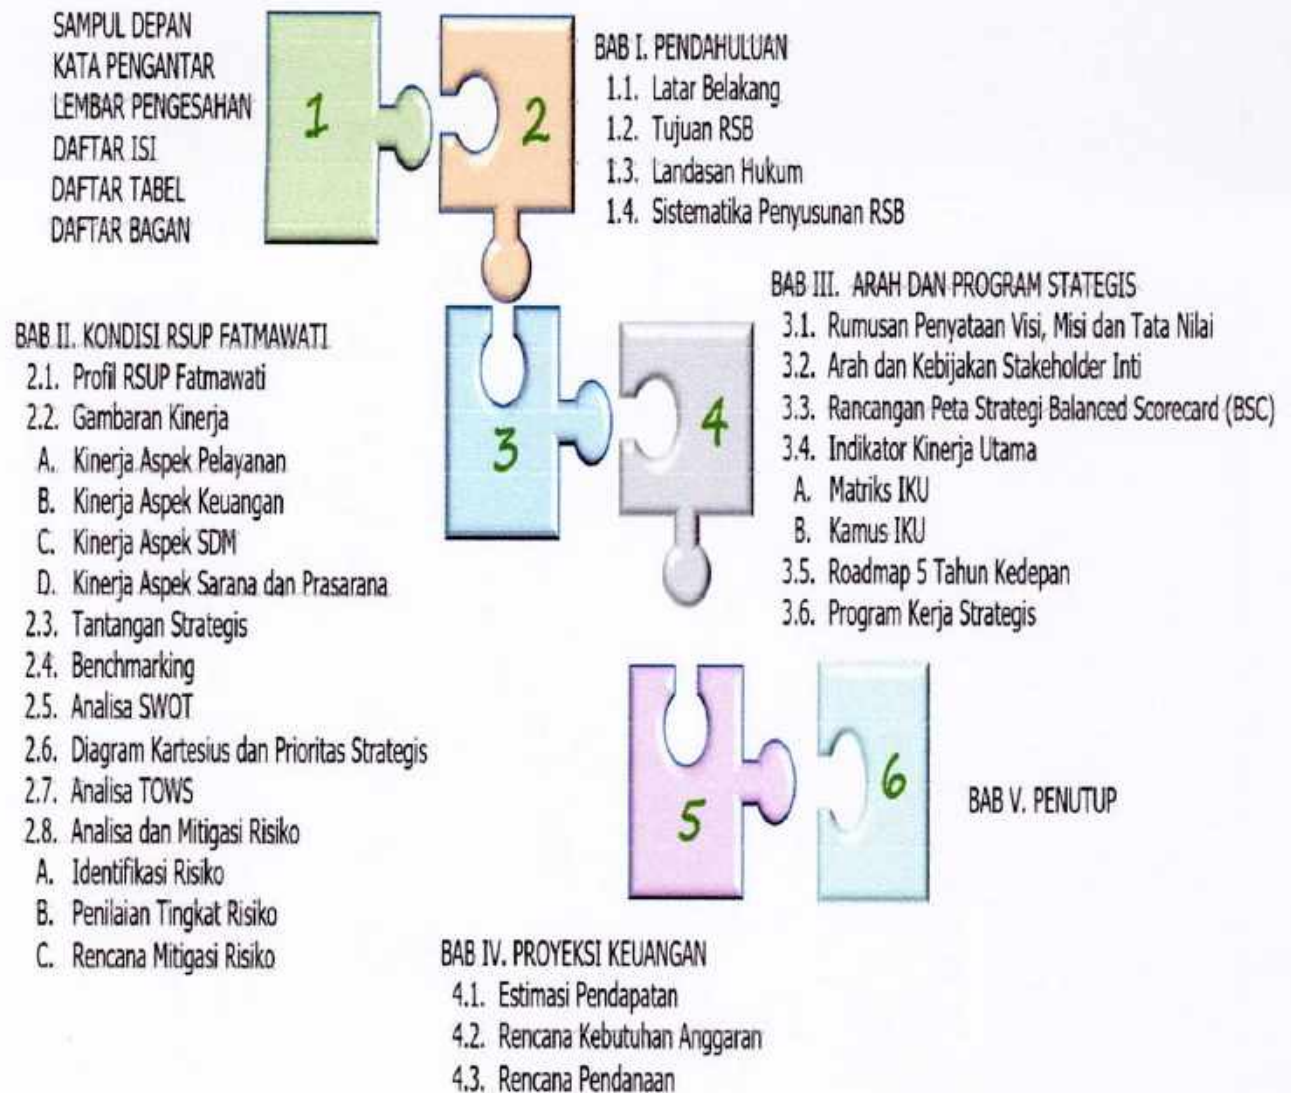 SAMPUL DEPAN
KATA PENGANTAR
LEMBAR PENGESAHAN
DAFTAR ISI
DAFTAR TABEL
DAFTAR BAGAN
1
2
BAB I. PENDAHULUAN
1.1. Latar Belakang
1.2. Tujuan RSB
1.3. Landasan Hukum
1.4. Sistematika Penyusunan RSB
BAB II. KONDISI RSUP FATMAWATI
2.1. Profil RSUP Fatmawati
2.2. Gambaran Kinerja
A. Kinerja Aspek Pelayanan
B. Kinerja Aspek Keuangan
C. Kinerja Aspek SDM
D. Kinerja Aspek Sarana dan Prasarana
2.3. Tantangan Strategis
2.4. Benchmarking
2.5. Analisa SWOT
2.6. Diagram Kartesius dan Prioritas Strategis
2.7. Analisa TOWS
2.8. Analisa dan Mitigasi Risiko
A. Identifikasi Risiko
B. Penilaian Tingkat Risiko
C. Rencana Mitigasi Risiko
3
4
BAB III. ARAH DAN PROGRAM STATEGIS
3.1. Rumusan Penyataan Visi, Misi dan Tata Nilai
3.2. Arah dan Kebijakan Stakeholder Inti
3.3. Rancangan Peta Strategi Balanced Scorecard (BSC)
3.4. Indikator Kinerja Utama
A. Matriks IKU
B. Kamus IKU
3.5. Roadmap 5 Tahun Kedepan
3.6. Program Kerja Strategis
5
6
BAB IV. PROYEKSI KEUANGAN
4.1. Estimasi Pendapatan
4.2. Rencana Kebutuhan Anggaran
4.3. Rencana Pendanaan
BAB V. PENUTUP